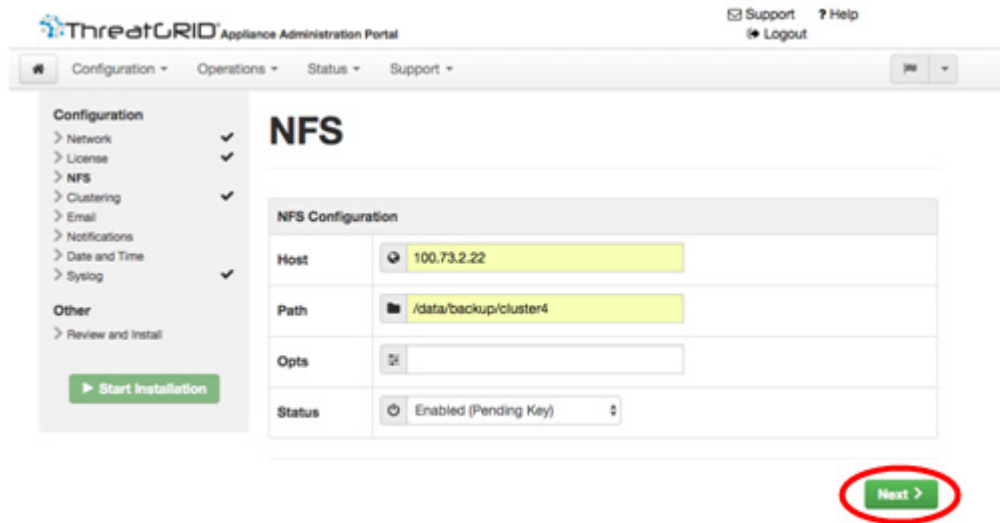 ThreatGRID Appliance Administration Portal
Support ? Help
Logout
Configuration Operations Status Support
Configuration
Network
License
NFS
Clustering
Email
Notifications
Date and Time
Syslog
Other
Review and Install
Start Installation
NFS
NFS Configuration
Host 100.73.2.22
Path /data/backup/cluster4
Opts
Status Enabled (Pending Key)
Next